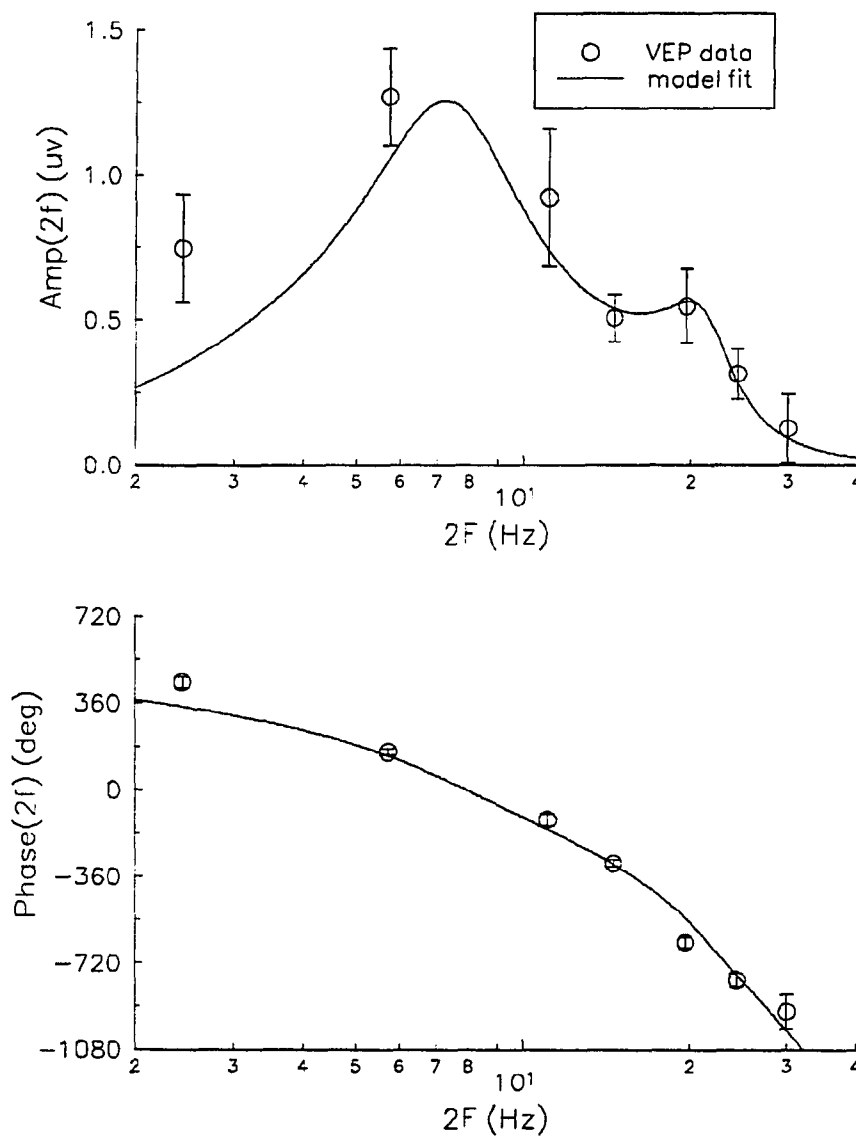 1.5
VEP data
model fit
1.0
0.5
0.0
Amp(2f) (uv)
2 3 4 5 6 7 8 10¹ 2 3 4
2F (Hz)
720
360
0
-360
-720
-1080
Phase(2f) (deg)
2 3 4 5 6 7 8 10¹ 2 3 4
2F (Hz)